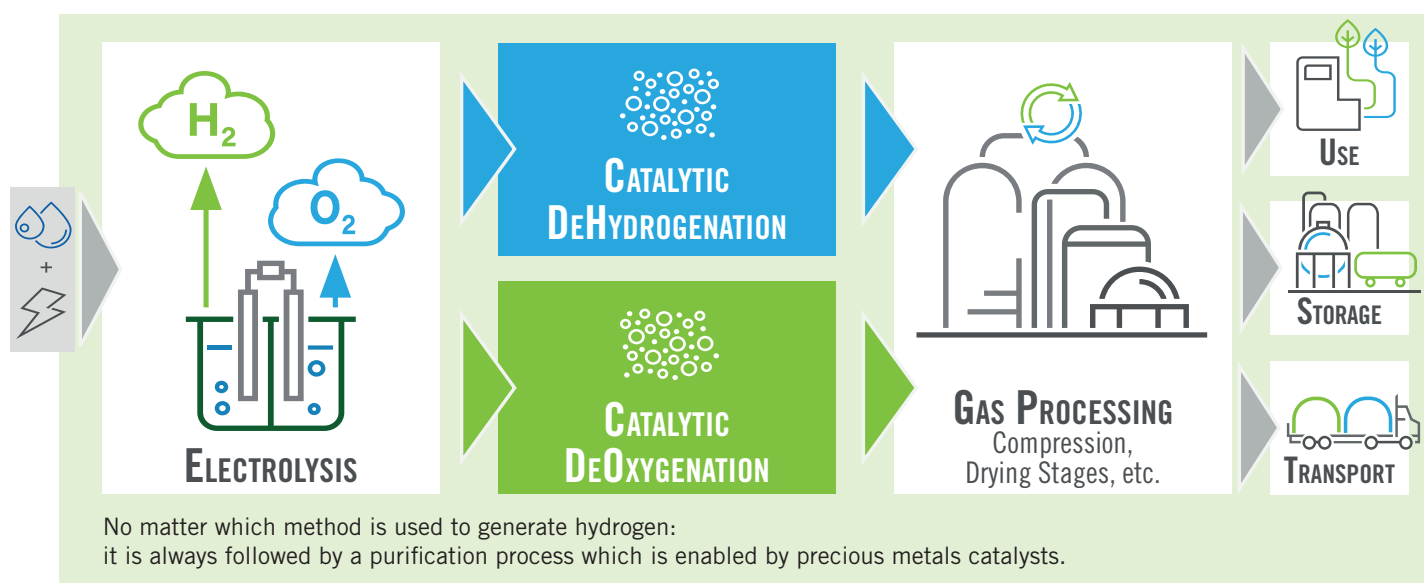 H2
O2
+
ELECTROLYSIS
CATALYTIC
DEHYDROGENATION
CATALYTIC
DEOXYGENATION
GAS PROCESSING
Compression,
Drying Stages, etc.
USE
STORAGE
TRANSPORT
No matter which method is used to generate hydrogen:
it is always followed by a purification process which is enabled by precious metals catalysts.